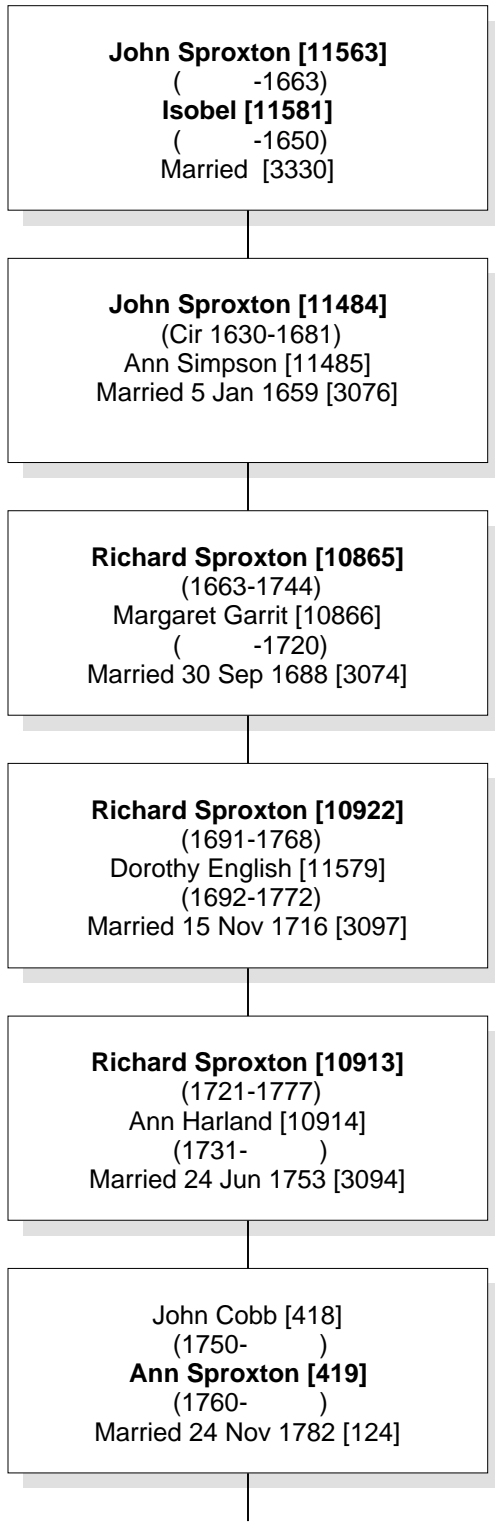 John Sproxton [11563]
( -1663)
Isobel [11581]
( -1650)
Married [3330]
John Sproxton [11484]
(Cir 1630-1681)
Ann Simpson [11485]
Married 5 Jan 1659 [3076]
Richard Sproxton [10865]
(1663-1744)
Margaret Garrit [10866]
( -1720)
Married 30 Sep 1688 [3074]
Richard Sproxton [10922]
(1691-1768)
Dorothy English [11579]
(1692-1772)
Married 15 Nov 1716 [3097]
Richard Sproxton [10913]
(1721-1777)
Ann Harland [10914]
(1731- )
Married 24 Jun 1753 [3094]
John Cobb [418]
(1750- )
Ann Sproxton [419]
(1760- )
Married 24 Nov 1782 [124]